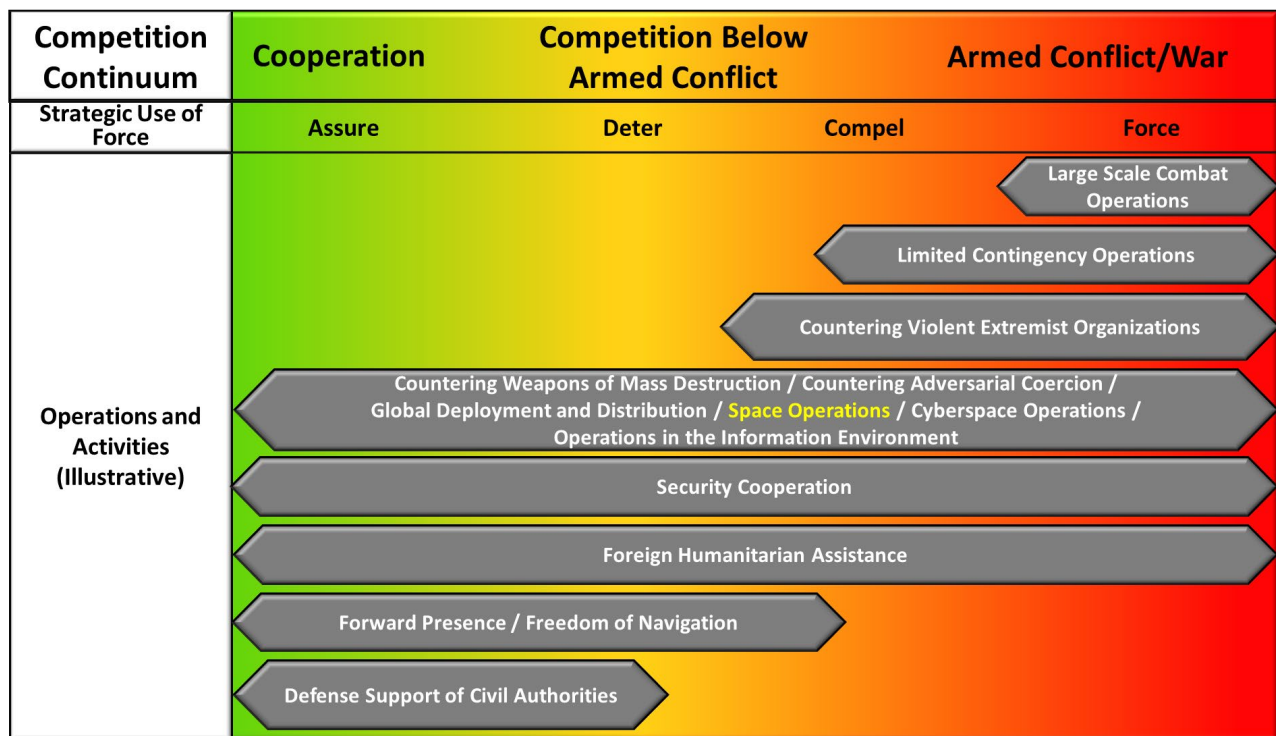 Competition
Continuum
Cooperation
Competition Below
Armed Conflict
Armed Conflict/War
Strategic Use of
Force
Assure
Deter
Compel
Force
Operations and
Activities
(Illustrative)
Large Scale Combat
Operations
Limited Contingency Operations
Countering Violent Extremist Organizations
Countering Weapons of Mass Destruction / Countering Adversarial Coercion /
Global Deployment and Distribution / Space Operations / Cyberspace Operations /
Operations in the Information Environment
Security Cooperation
Foreign Humanitarian Assistance
Forward Presence / Freedom of Navigation
Defense Support of Civil Authorities